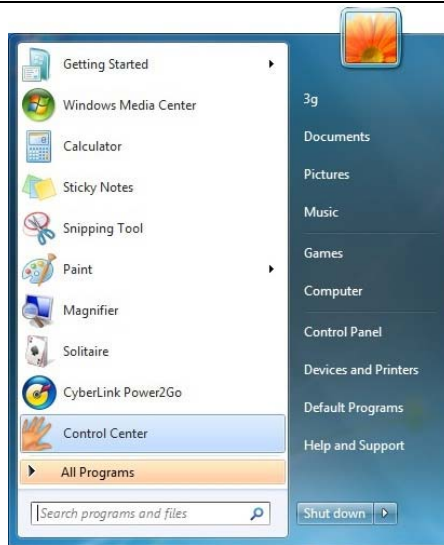 Getting Started
Windows Media Center
Calculator
Sticky Notes
Snipping Tool
Paint
Magnifier
Solitaire
CyberLink Power2Go
Control Center
All Programs
Search programs and files
3g
Documents
Pictures
Music
Games
Computer
Control Panel
Devices and Printers
Default Programs
Help and Support
Shut down